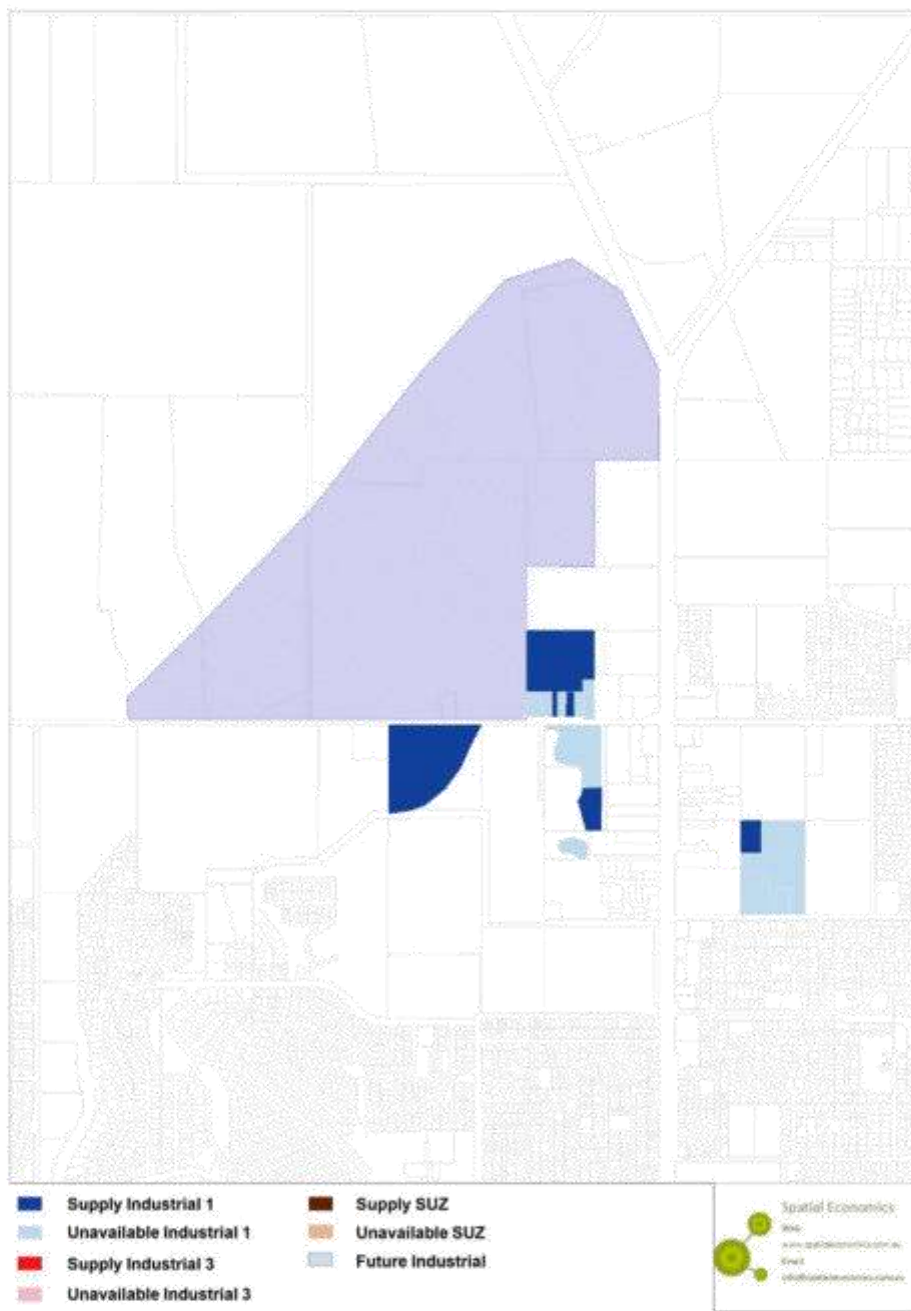 Supply Industrial 1
Unavailable Industrial 1
Supply Industrial 3
Unavailable Industrial 3
Supply SUZ
Unavailable SUZ
Future Industrial
Spatial Economics